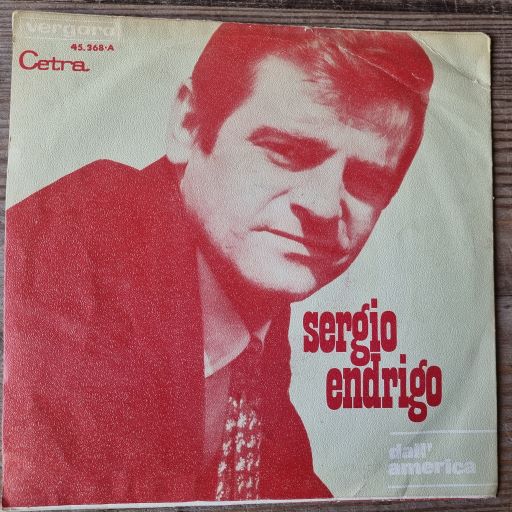 vergara
45.368-A
Cetra
sergio
endrigo
dall'
america